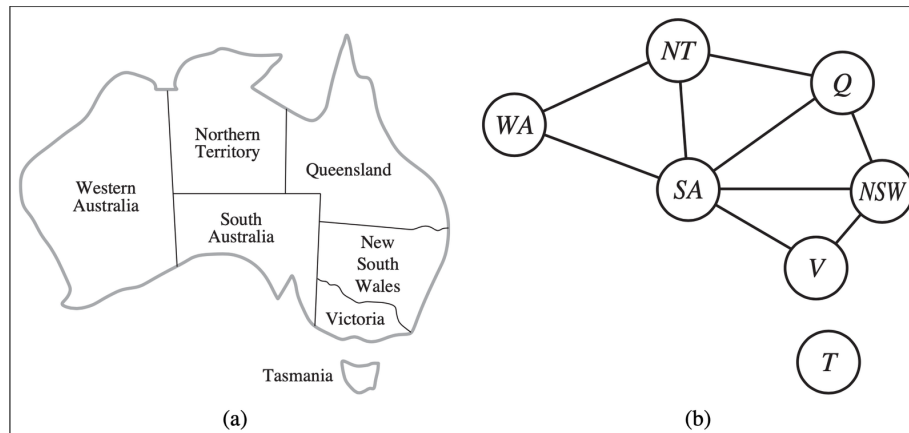 Northern
Territory
Western
Australia
Queensland
South
Australia
New
South
Wales
Victoria
Tasmania
(a)
NT
Q
WA
SA
NSW
V
T
(b)